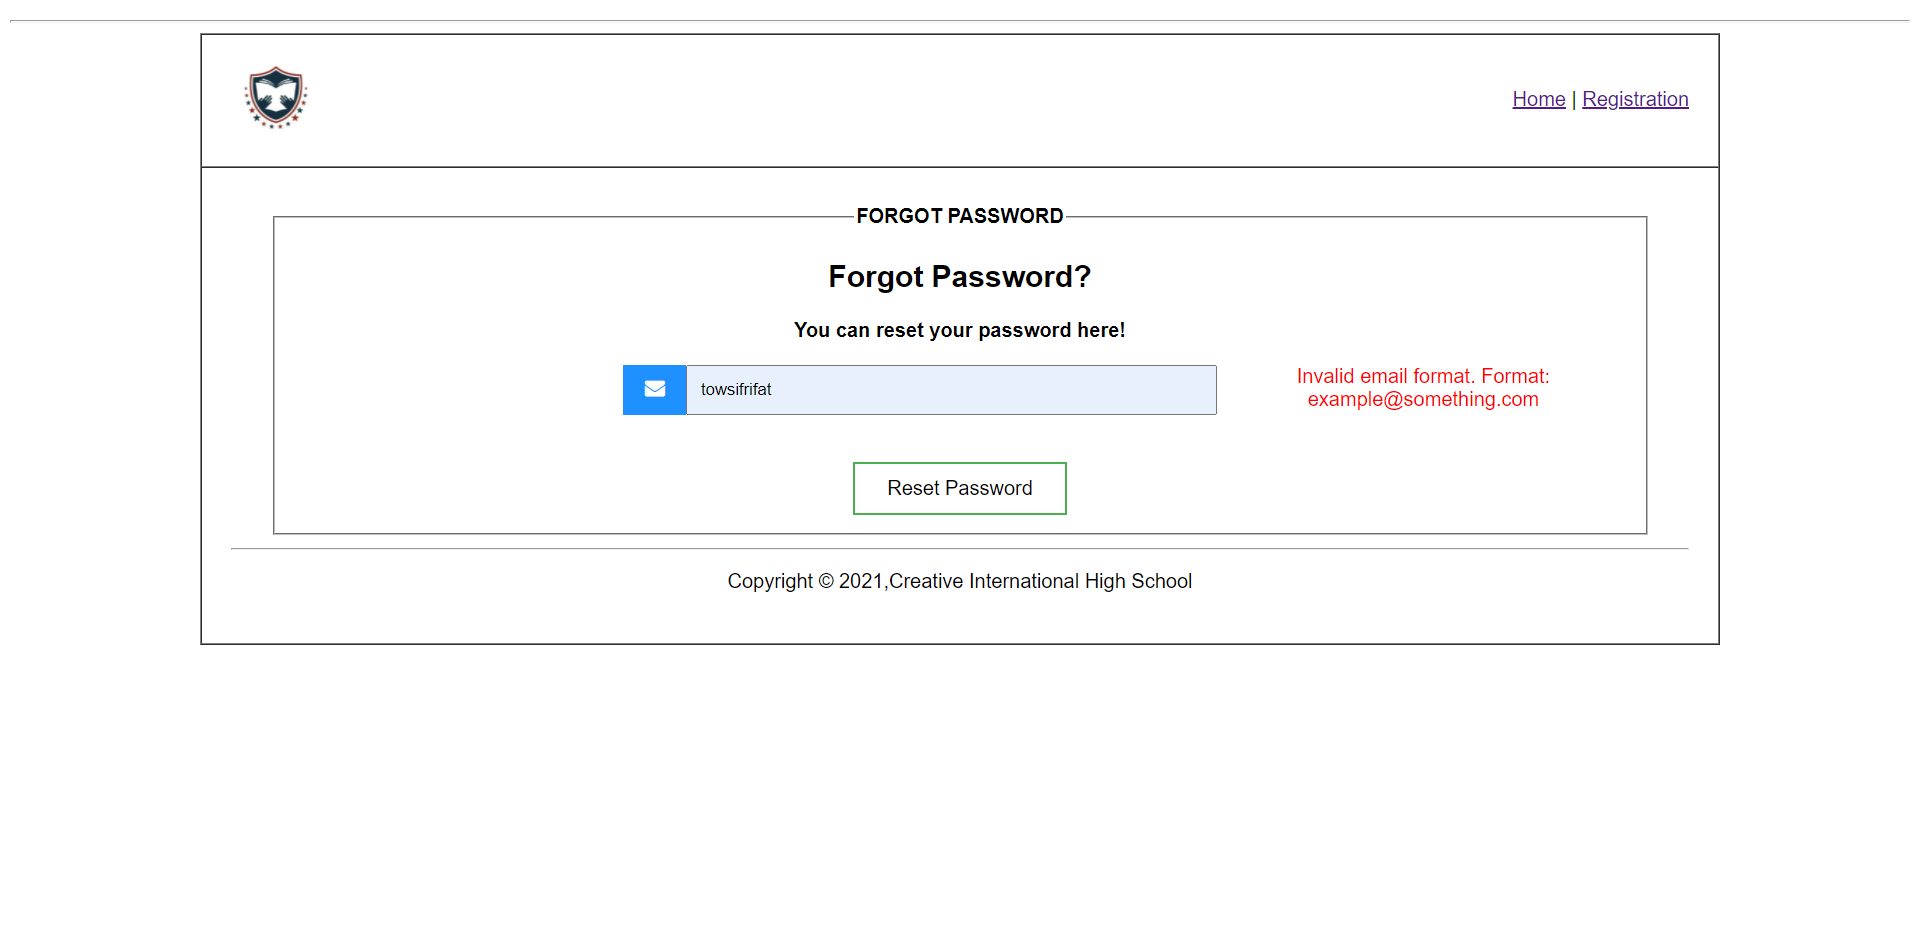 Home | Registration
FORGOT PASSWORD
Forgot Password?
You can reset your password here!
towsifrifat
Invalid email format. Format:
example@something.com
Reset Password
Copyright © 2021,Creative International High School